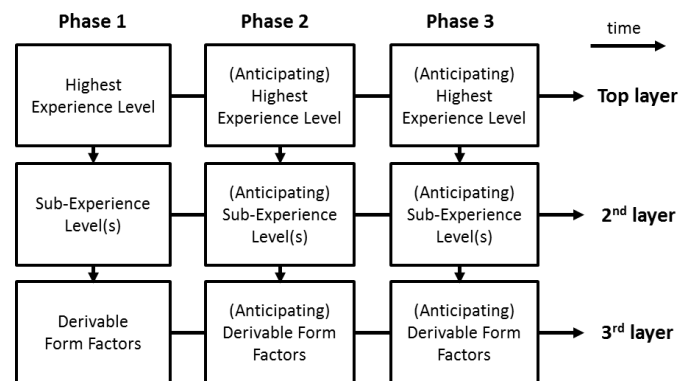 Phase 1 Phase 2 Phase 3
time
Highest
Experience Level
(Anticipating)
Highest
Experience Level
(Anticipating)
Highest
Experience Level
Top layer
Sub-Experience
Level(s)
(Anticipating)
Sub-Experience
Level(s)
(Anticipating)
Sub-Experience
Level(s)
2nd layer
Derivable
Form Factors
(Anticipating)
Derivable Form
Factors
(Anticipating)
Derivable Form
Factors
3rd layer